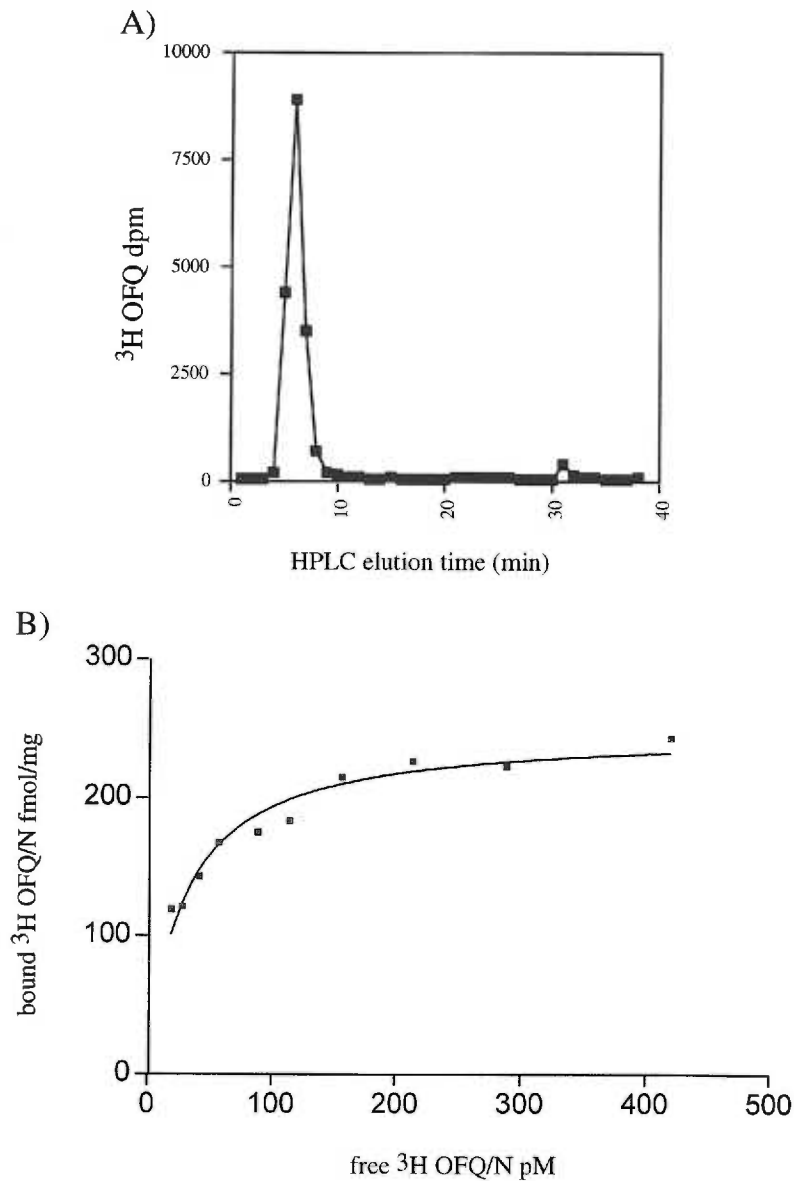 A)
10000
7500
5000
2500
0
³H OFQ dpm
0 10 20 30 40
HPLC elution time (min)
B)
300
200
100
0
bound ³H OFQ/N fmol/mg
0 100 200 300 400 500
free ³H OFQ/N pM